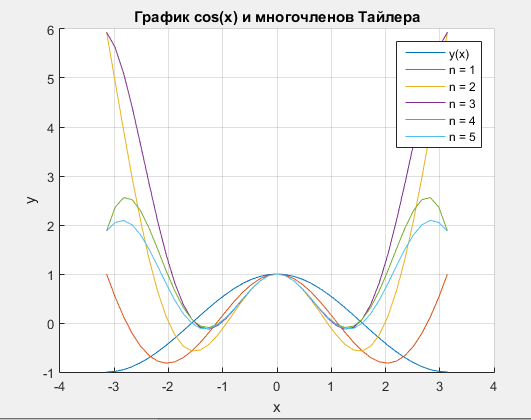 График cos(x) и многочленов Тайлера
6
5
4
3
2
1
0
-1
y
y(x)
n = 1
n = 2
n = 3
n = 4
n = 5
-4 -3 -2 -1 0 1 2 3 4
x